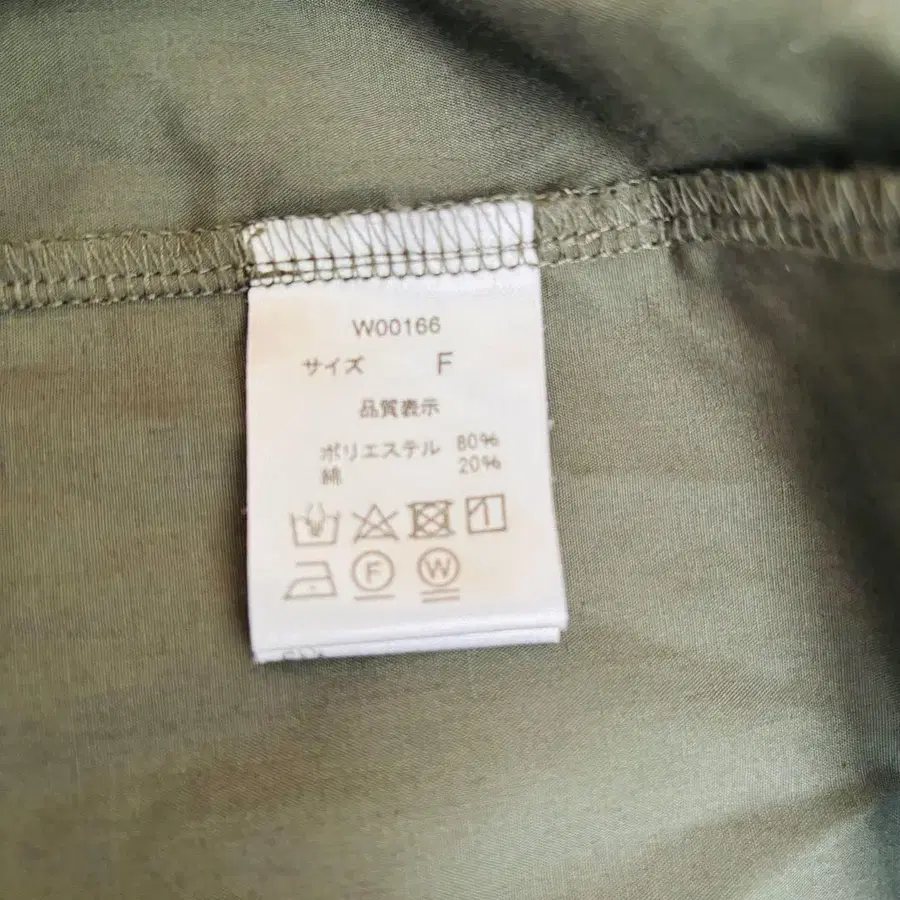 W00166
サイズ F
品質表示
ポリエステル 80%
綿 20%
F W